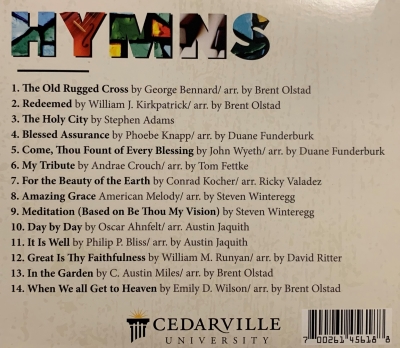 HYMNS
1. The Old Rugged Cross by George Bennard/ arr. by Brent Olstad
2. Redeemed by William J. Kirkpatrick/ arr. by Brent Olstad
3. The Holy City by Stephen Adams
4. Blessed Assurance by Phoebe Knapp/ arr. by Duane Funderburk
5. Come, Thou Fount of Every Blessing by John Wyeth/ arr. by Duane Funderburk
6. My Tribute by Andrae Crouch/ arr. by Tom Fettke
7. For the Beauty of the Earth by Conrad Kocher/ arr. Ricky Valadez
8. Amazing Grace American Melody/ arr. by Steven Winteregg
9. Meditation (Based on Be Thou My Vision) by Steven Winteregg
10. Day by Day by Oscar Ahnfelt/ arr. Austin Jaquith
11. It Is Well by Philip P. Bliss/ arr. by Austin Jaquith
12. Great Is Thy Faithfulness by William M. Runyan/ arr. by David Ritter
13. In the Garden by C. Austin Miles/ arr. by Brent Olstad
14. When We all Get to Heaven by Emily D. Wilson/ arr. by Brent Olstad
CEDARVILLE
UNIVERSITY
7 00261 45618 8